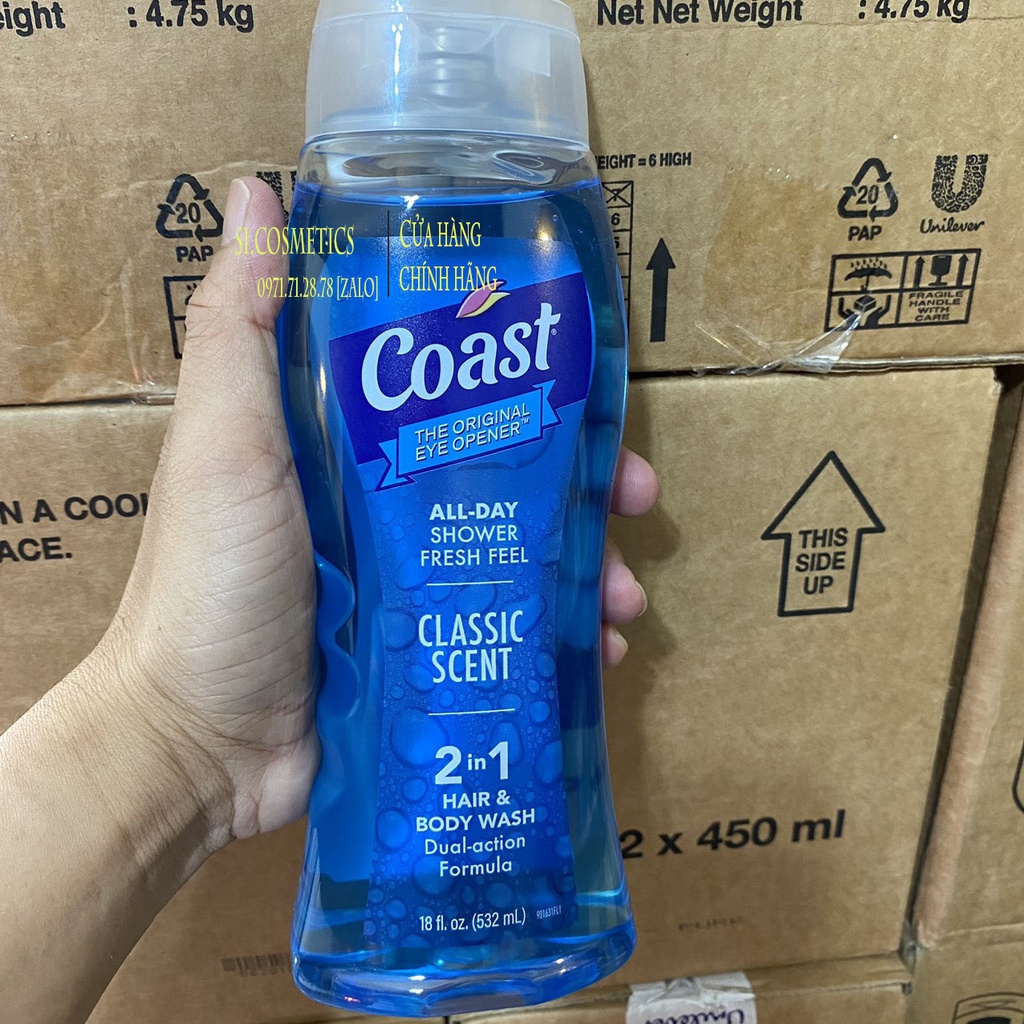 : 4.75 kg
Net Net Weight : 4.75 kg
EIGHT = 6 HIGH
20
PAP
20
PAP
Unilever
FRAGILE
HANDLE
WITH
CARE
SI.COSMETICS
0971.71.28.78 [ZALO]
CỬA HÀNG
CHÍNH HÃNG
Coast
THE ORIGINAL
EYE OPENER™
ALL-DAY
SHOWER
FRESH FEEL
CLASSIC
SCENT
2 in 1
HAIR &
BODY WASH
Dual-action
Formula
18 fl. oz. (532 mL)
901631FL1
N A COOL
ACE.
THIS
SIDE
UP
2 x 450 ml
Unilever